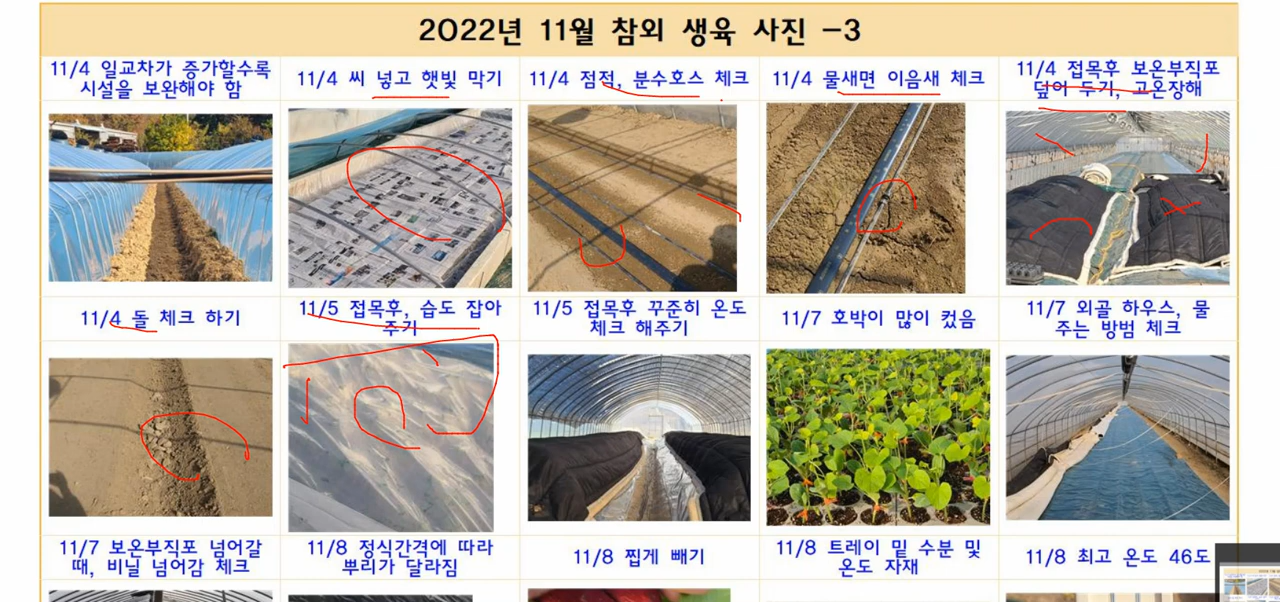 2022년 11월 참외 생육 사진 -3
11/4 일교차가 증가할수록
시설을 보완해야 함
11/4 씨 넣고 햇빛 막기
11/4 점점, 분수호스 체크
11/4 물새면 이음새 체크
11/4 접목후 보온부직포
덮어 두기, 고온장해
11/4 돌 체크 하기
11/5 접목후, 습도 잡아
주기
11/5 접목후 꾸준히 온도
체크 해주기
11/7 호박이 많이 컸음
11/7 외골 하우스, 물
주는 방범 체크
11/7 보온부직포 넘어갈
때, 비닐 넘어감 체크
11/8 정식간격에 따라
뿌리가 달라짐
11/8 찝게 빼기
11/8 트레이 밑 수분 및
온도 자재
11/8 최고 온도 46도